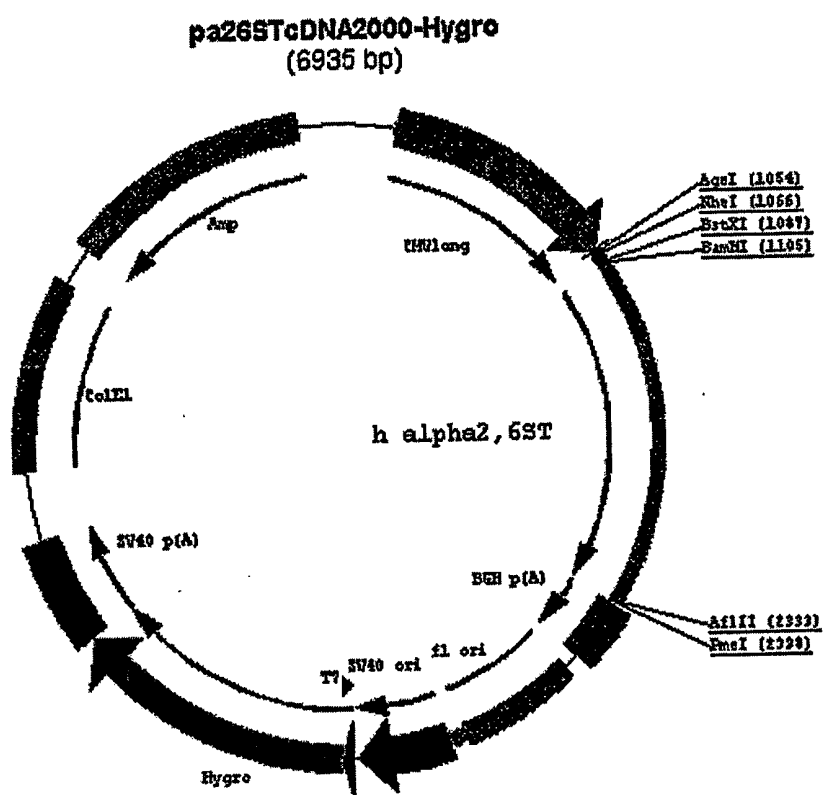 pa26STcDNA2000-Hygro
(6935 bp)
AgeI (1054)
NheI (1066)
BstXI (1087)
BamHI (1105)
Amp
CMVlong
ColE1
h alpha2,6ST
SV40 p(A)
BGH p(A)
AflII (2333)
PmeI (2338)
T7
SV40 ori
f1 ori
Hygro